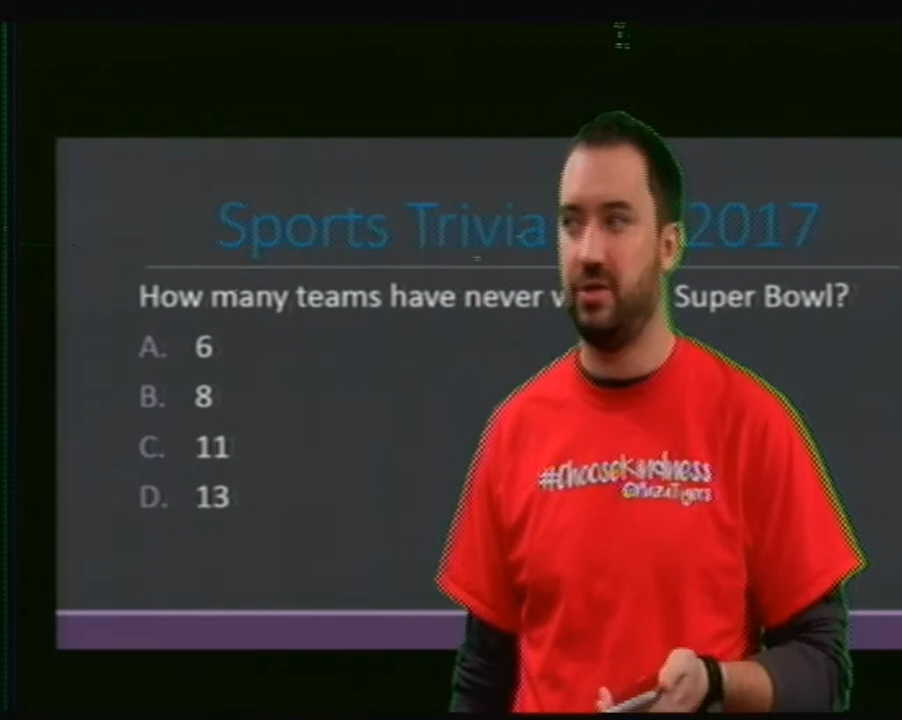 Sports Trivia 2017
How many teams have never Super Bowl?
A. 6
B. 8
C. 11
D. 13
#ChooseKindness